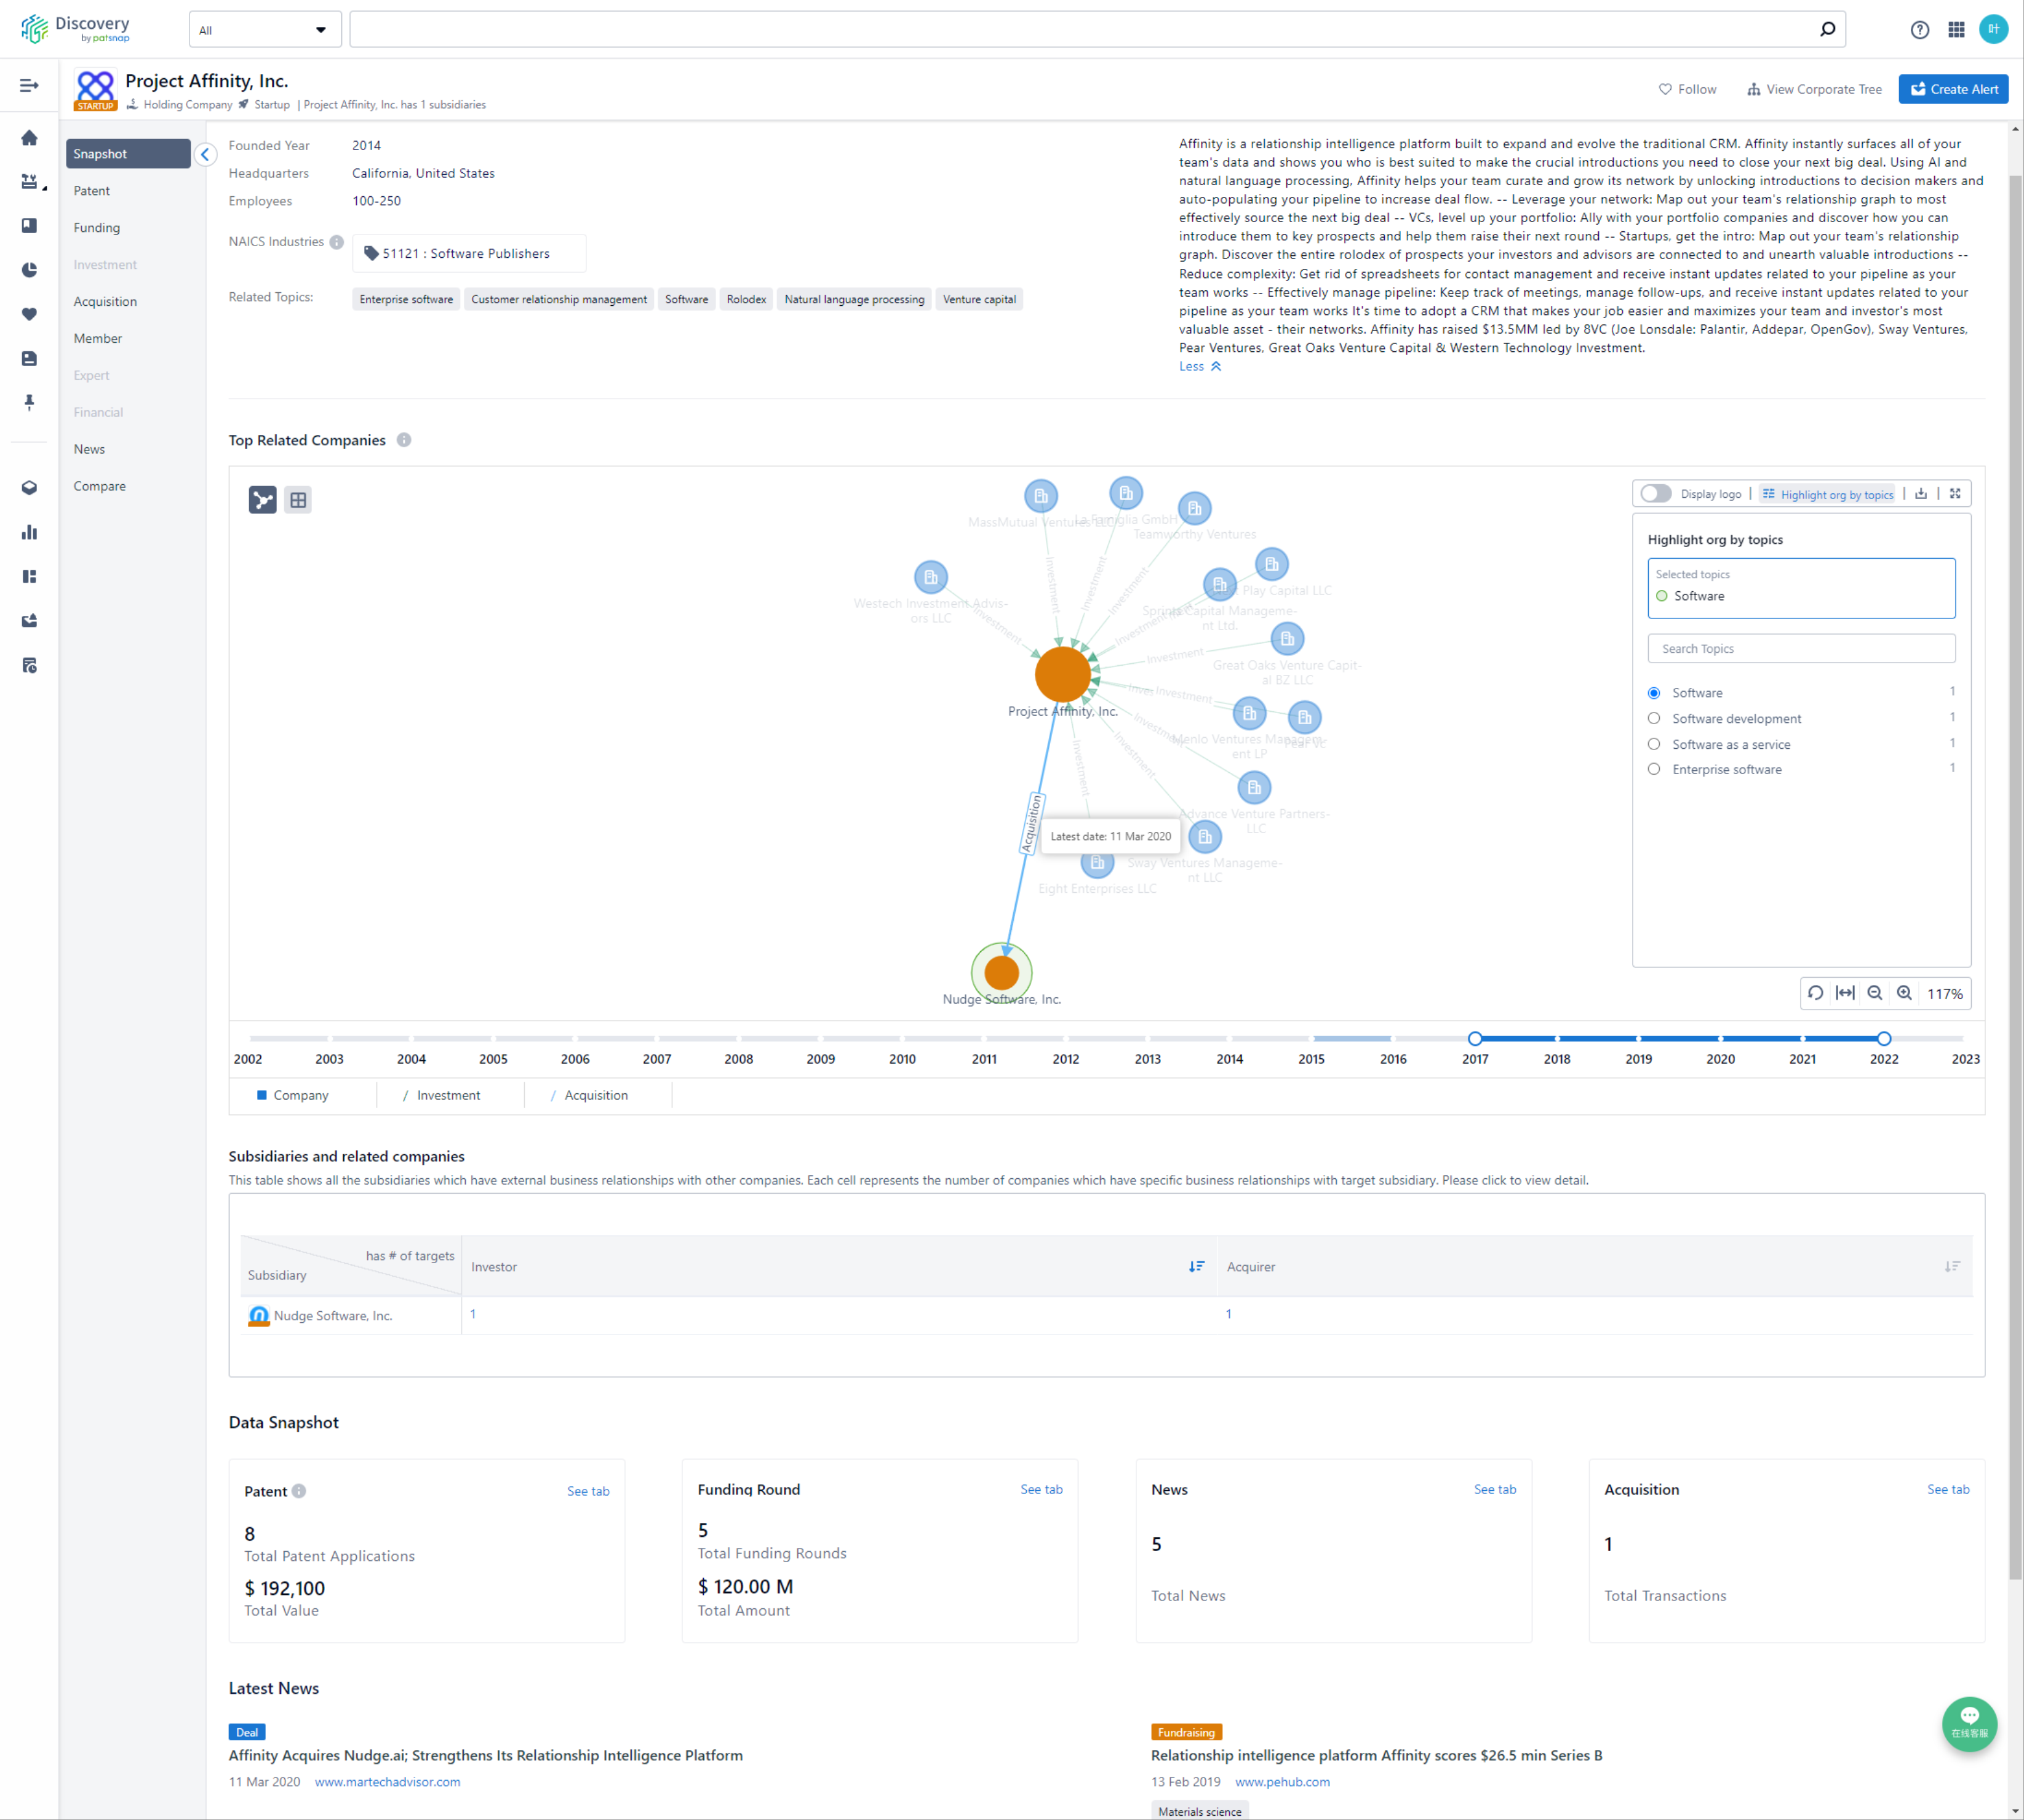 Discovery
by patsnap
All
叶
Project Affinity, Inc.
STARTUP
Holding Company Startup | Project Affinity, Inc. has 1 subsidiaries
Follow
View Corporate Tree
Create Alert
Snapshot
Patent
Funding
Investment
Acquisition
Member
Expert
Financial
News
Compare
Founded Year 2014
Headquarters California, United States
Employees 100-250
NAICS Industries 51121 : Software Publishers
Related Topics: Enterprise software Customer relationship management Software Rolodex Natural language processing Venture capital
Affinity is a relationship intelligence platform built to expand and evolve the traditional CRM. Affinity instantly surfaces all of your
team's data and shows you who is best suited to make the crucial introductions you need to close your next big deal. Using AI and
natural language processing, Affinity helps your team curate and grow its network by unlocking introductions to decision makers and
auto-populating your pipeline to increase deal flow. -- Leverage your network: Map out your team's relationship graph to most
effectively source the next big deal -- VCs, level up your portfolio: Ally with your portfolio companies and discover how you can
introduce them to key prospects and help them raise their next round -- Startups, get the intro: Map out your team's relationship
graph. Discover the entire rolodex of prospects your investors and advisors are connected to and unearth valuable introductions --
Reduce complexity: Get rid of spreadsheets for contact management and receive instant updates related to your pipeline as your
team works -- Effectively manage pipeline: Keep track of meetings, manage follow-ups, and receive instant updates related to your
pipeline as your team works It's time to adopt a CRM that makes your job easier and maximizes your team and investor's most
valuable asset - their networks. Affinity has raised $13.5MM led by 8VC (Joe Lonsdale: Palantir, Addepar, OpenGov), Sway Ventures,
Pear Ventures, Great Oaks Venture Capital & Western Technology Investment.
Less
Top Related Companies
MassMutual Ventures LLC
La Famiglia GmbH
Teamworthy Ventures
Westech Investment Advis-
ors LLC
Play Capital LLC
Sprints Capital Manageme-
nt Ltd.
Great Oaks Venture Capit-
al BZ LLC
Project Affinity, Inc.
Menlo Ventures Managem-
ent LP
Pear Vc
Advance Venture Partners-
LLC
Sway Ventures Manageme-
nt LLC
Eight Enterprises LLC
Investment
Investment
Investment
Investment
Investment
Investment
Investment
Investment
Investment
Investment
Acquisition
Latest date: 11 Mar 2020
Nudge Software, Inc.
Display logo | Highlight org by topics
Highlight org by topics
Selected topics
Software
Search Topics
Software 1
Software development 1
Software as a service 1
Enterprise software 1
117%
2002 2003 2004 2005 2006 2007 2008 2009 2010 2011 2012 2013 2014 2015 2016 2017 2018 2019 2020 2021 2022 2023
Company / Investment / Acquisition
Subsidiaries and related companies
This table shows all the subsidiaries which have external business relationships with other companies. Each cell represents the number of companies which have specific business relationships with target subsidiary. Please click to view detail.
has # of targets
Subsidiary
Investor
Acquirer
Nudge Software, Inc. 1 1
Data Snapshot
Patent See tab
8
Total Patent Applications
$ 192,100
Total Value
Funding Round See tab
5
Total Funding Rounds
$ 120.00 M
Total Amount
News See tab
5
Total News
Acquisition See tab
1
Total Transactions
Latest News
Deal
Affinity Acquires Nudge.ai; Strengthens Its Relationship Intelligence Platform
11 Mar 2020 www.martechadvisor.com
Fundraising
Relationship intelligence platform Affinity scores $26.5 min Series B
13 Feb 2019 www.pehub.com
Materials science
在线客服